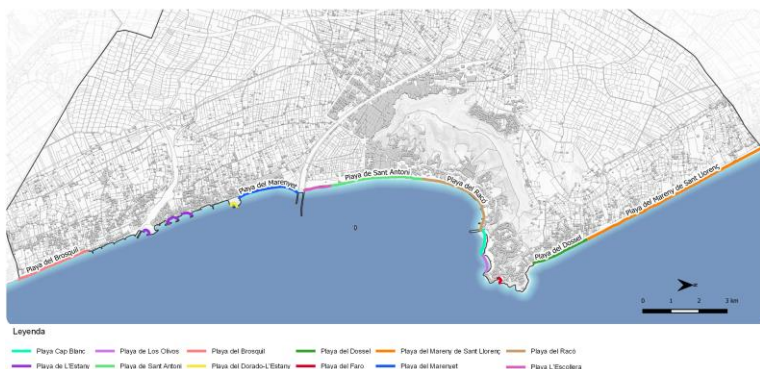 Playa de Sant Antoni
Playa del Marenyet
Playa del Racó
Playa del Mareny de Sant Llorenç
Playa del Dossel
Playa del Brosquil
0
0 1 2 3 km
Leyenda
Playa Cap Blanc Playa de Los Olivos Playa del Brosquil Playa del Dossel Playa del Mareny de Sant Llorenç Playa del Racó
Playa de L'Estany Playa de Sant Antoni Playa del Dorado-L'Estany Playa del Faro Playa del Marenyet Playa L'Escollera